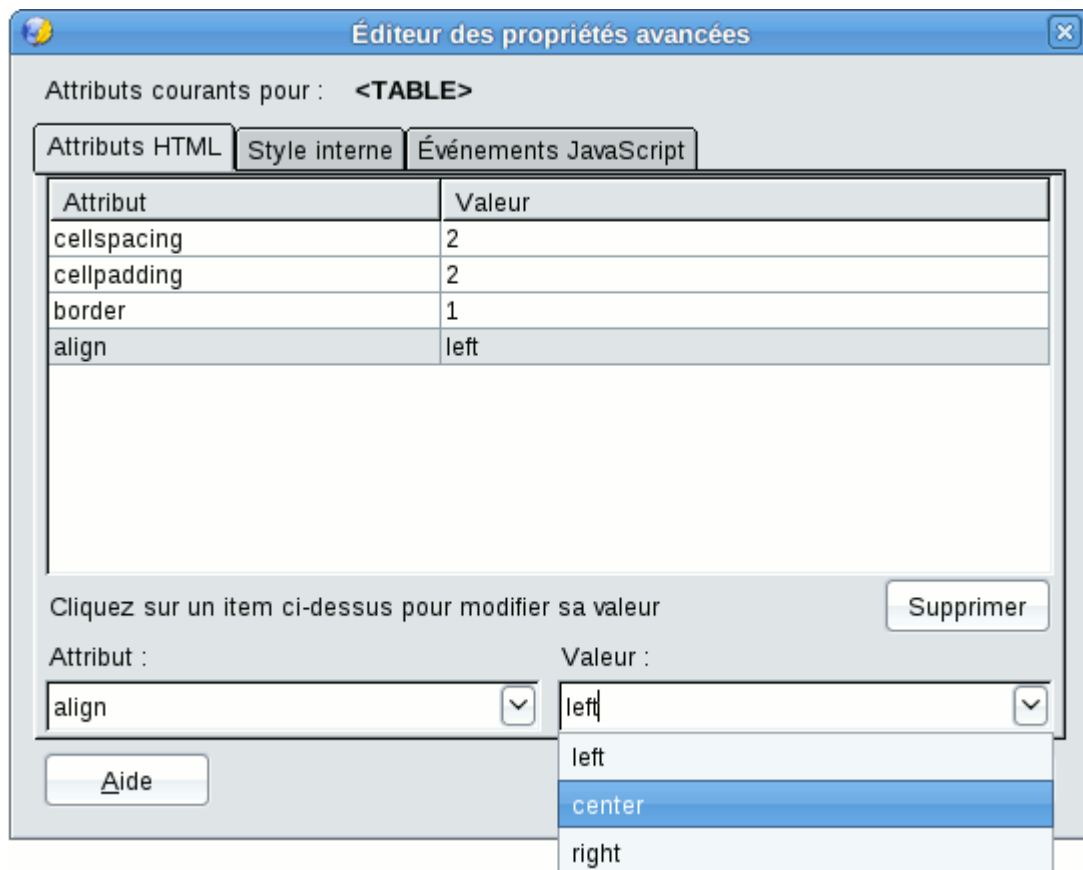 Éditeur des propriétés avancées
Attributs courants pour : <TABLE>
Attributs HTML Style interne Événements JavaScript
Attribut Valeur
cellspacing 2
cellpadding 2
border 1
align left
Cliquez sur un item ci-dessus pour modifier sa valeur Supprimer
Attribut : Valeur :
align left
left
Aide
center
right